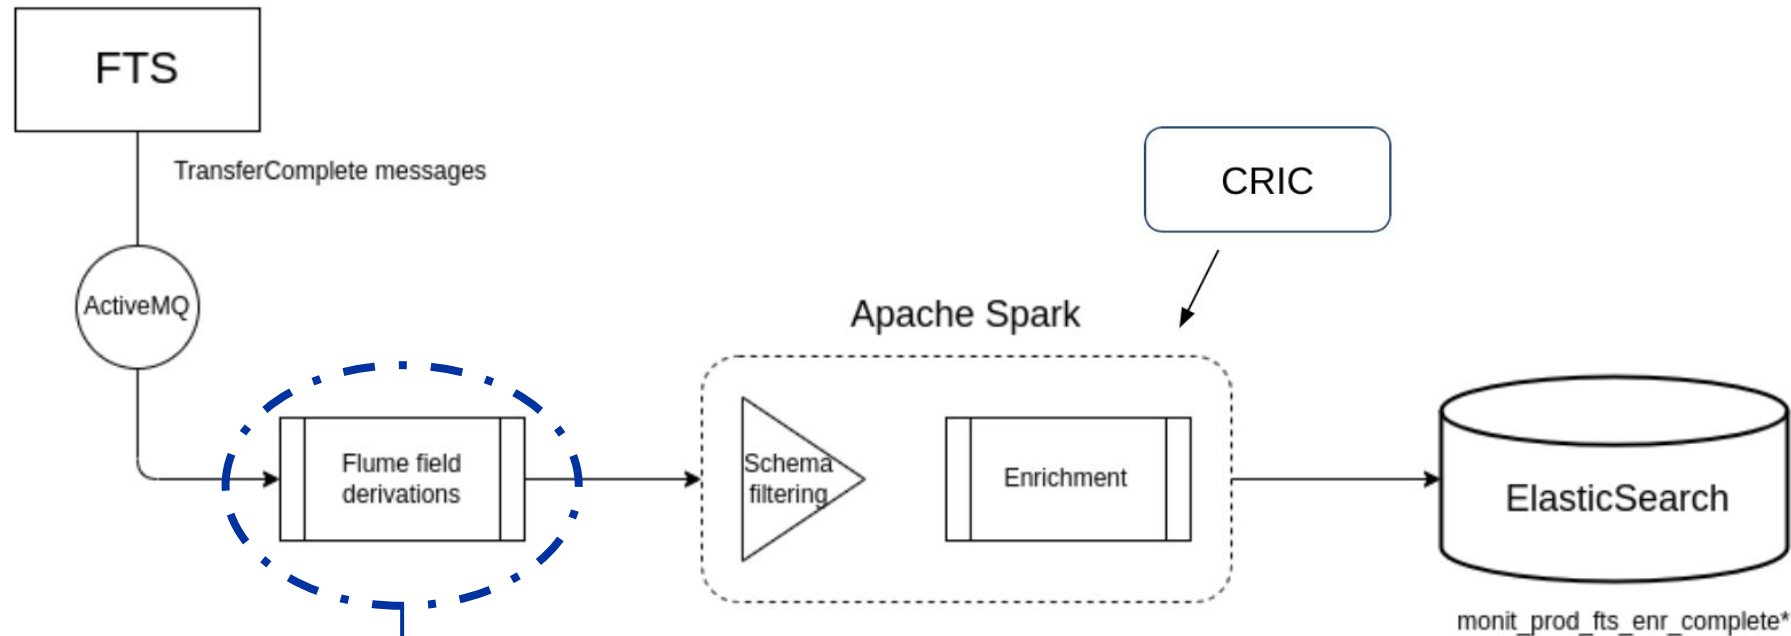 FTS
TransferComplete messages
CRIC
ActiveMQ
Apache Spark
Flume field
derivations
Schema
filtering
Enrichment
ElasticSearch
monit_prod_fts_enr_complete*